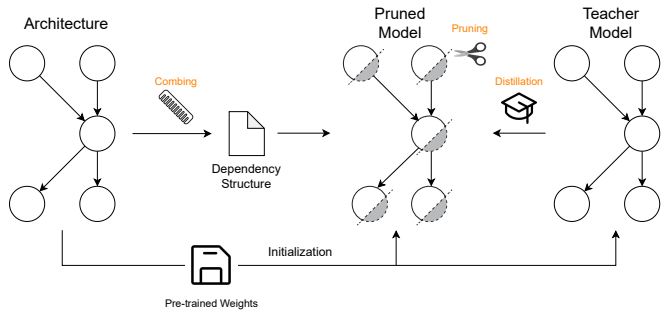 Architecture
Pruned
Model
Teacher
Model
Pruning
Combing
Distillation
Dependency
Structure
Initialization
Pre-trained Weights